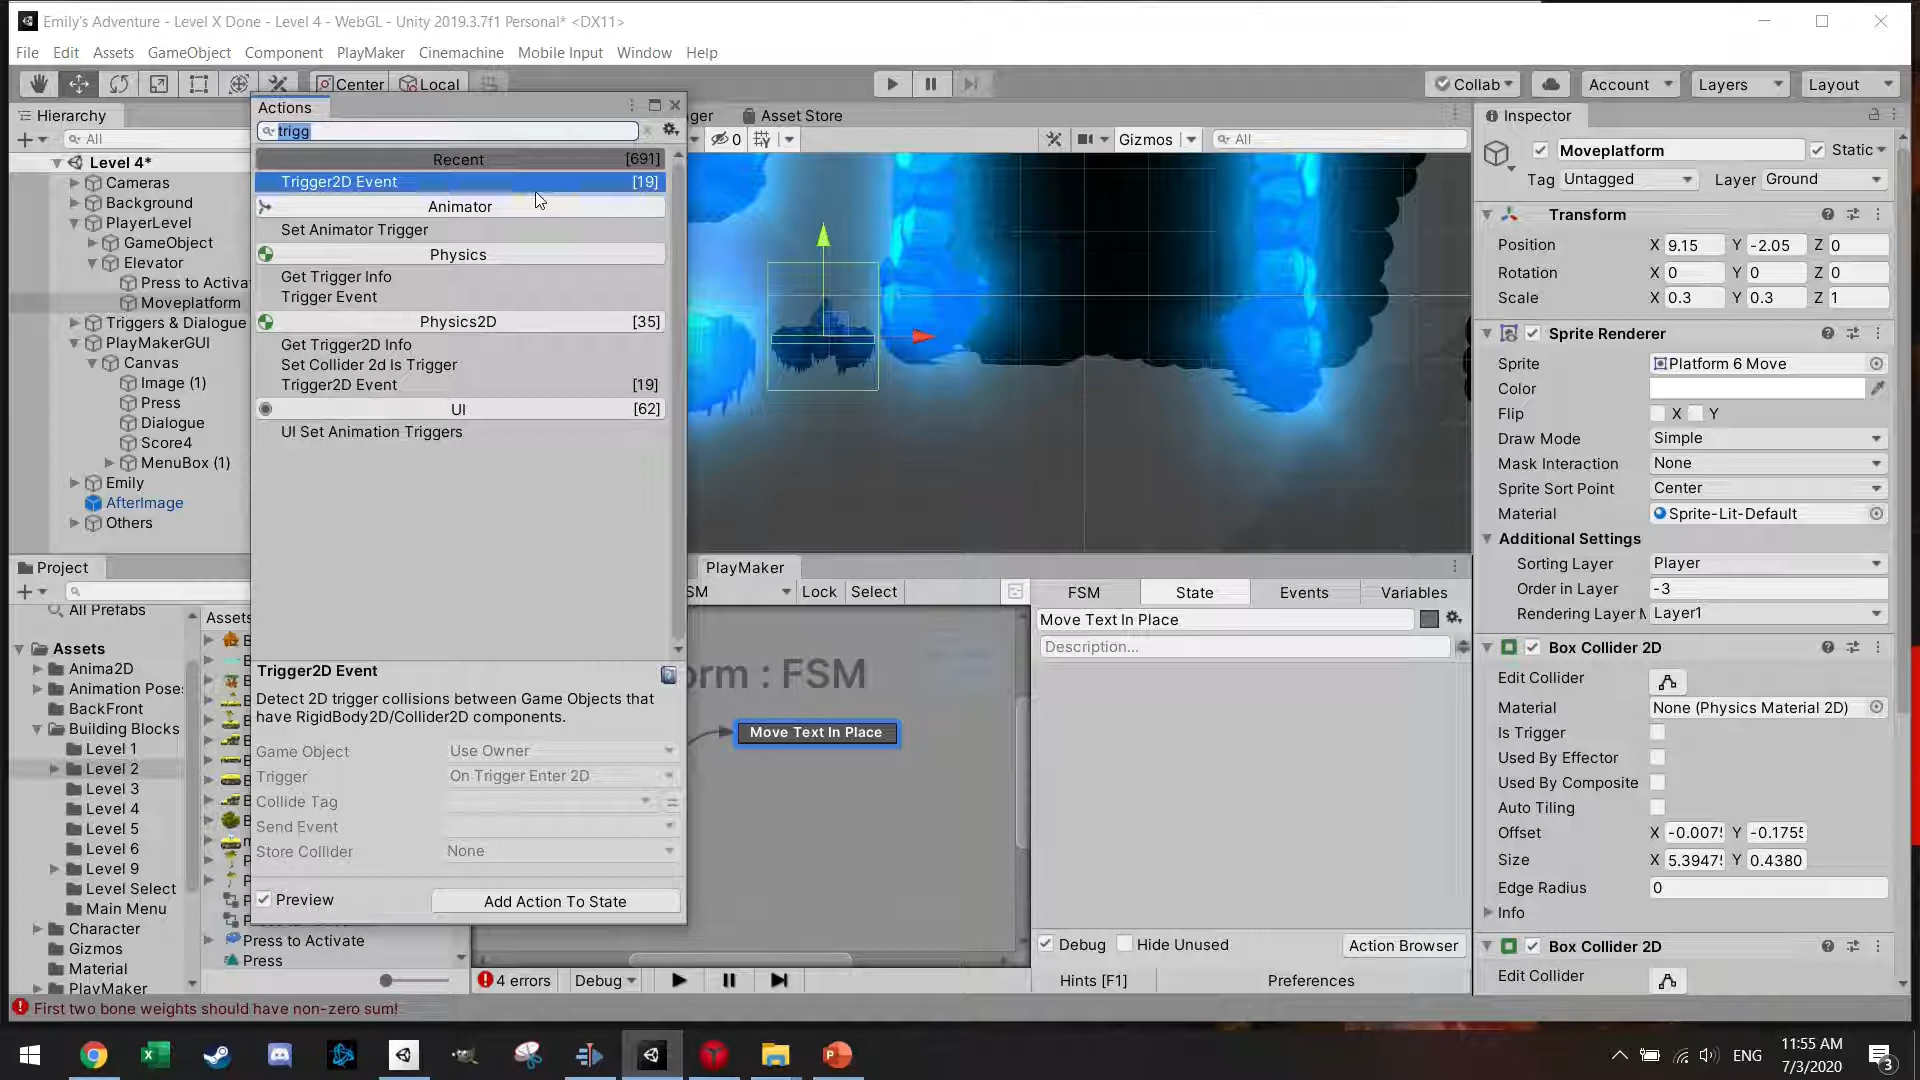 Emily's Adventure - Level X Done - Level 4 - WebGL - Unity 2019.3.7f1 Personal* <DX11>
File Edit Assets GameObject Component PlayMaker Cinemachine Mobile Input Window Help
Center Local Collab Account Layers Layout
Hierarchy
All
Level 4*
Cameras
Background
PlayerLevel
GameObject
Elevator
Press to Activa
Moveplatform
Triggers & Dialogue
PlayMakerGUI
Canvas
Image (1)
Press
Dialogue
Score4
MenuBox (1)
Emily
AfterImage
Others
Actions
trigg
Recent [691]
Trigger2D Event [19]
Animator
Set Animator Trigger
Physics
Get Trigger Info
Trigger Event
Physics2D [35]
Get Trigger2D Info
Set Collider 2d Is Trigger
Trigger2D Event [19]
UI [62]
UI Set Animation Triggers
Trigger2D Event
Detect 2D trigger collisions between Game Objects that
have RigidBody2D/Collider2D components.
Game Object Use Owner
Trigger On Trigger Enter 2D
Collide Tag
Send Event
Store Collider None
Preview Add Action To State
ger Asset Store
0 Gizmos All
Project
All Prefabs
Assets
Anima2D
Animation Pose:
BackFront
Building Blocks
Level 1
Level 2
Level 3
Level 4
Level 5
Level 6
Level 9
Level Select
Main Menu
Character
Gizmos
Material
PlayMaker
Assets
Press to Activate
Press
PlayMaker
SM Lock Select
orm : FSM
Move Text In Place
FSM State Events Variables
Move Text In Place
Description...
Debug Hide Unused Action Browser
4 errors Debug Hints [F1] Preferences
First two bone weights should have non-zero sum!
Inspector
Moveplatform Static
Tag Untagged Layer Ground
Transform
Position X 9.15 Y -2.05 Z 0
Rotation X 0 Y 0 Z 0
Scale X 0.3 Y 0.3 Z 1
Sprite Renderer
Sprite Platform 6 Move
Color
Flip X Y
Draw Mode Simple
Mask Interaction None
Sprite Sort Point Center
Material Sprite-Lit-Default
Additional Settings
Sorting Layer Player
Order in Layer -3
Rendering Layer M Layer1
Box Collider 2D
Edit Collider
Material None (Physics Material 2D)
Is Trigger
Used By Effector
Used By Composite
Auto Tiling
Offset X -0.007 Y -0.175
Size X 5.3947 Y 0.4380
Edge Radius 0
Info
Box Collider 2D
Edit Collider
ENG
11:55 AM
7/3/2020
3